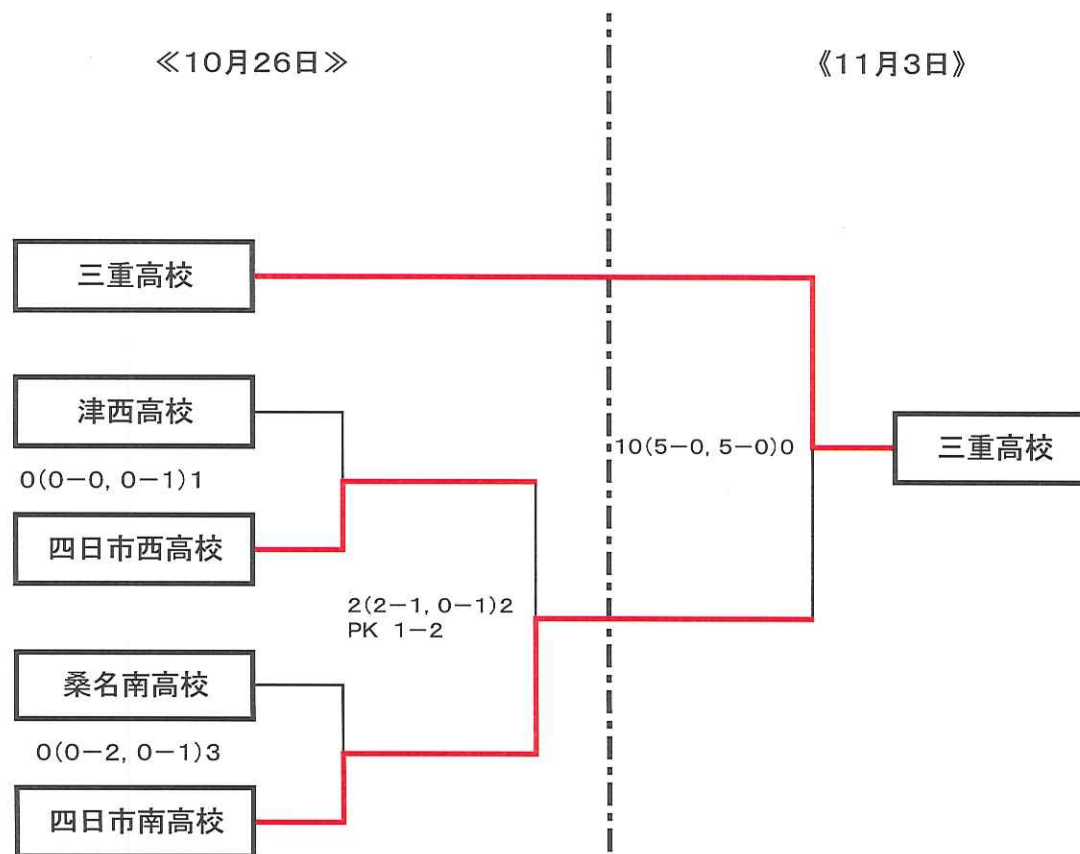 ≪10月26日≫
《11月3日》
三重高校
津西高校
0(0−0, 0−1)1
四日市西高校
10(5−0, 5−0)0
三重高校
2(2−1, 0−1)2
PK 1−2
桑名南高校
0(0−2, 0−1)3
四日市南高校